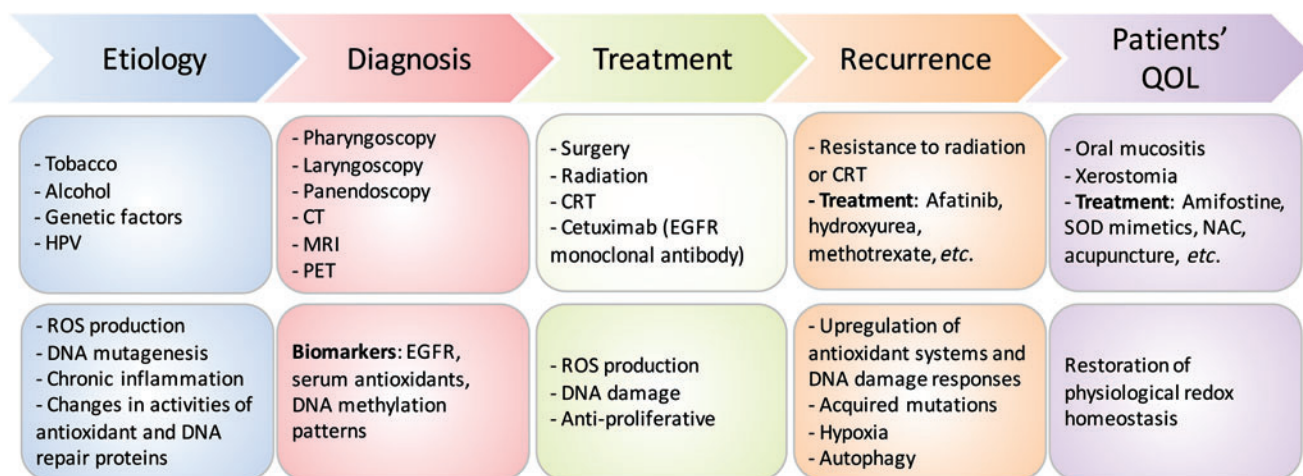 Etiology
Diagnosis
Treatment
Recurrence
Patients’
QOL
- Tobacco
- Alcohol
- Genetic factors
- HPV
- Pharyngoscopy
- Laryngoscopy
- Panendoscopy
- CT
- MRI
- PET
- Surgery
- Radiation
- CRT
- Cetuximab (EGFR
monoclonal antibody)
- Resistance to radiation
or CRT
- Treatment: Afatinib,
hydroxyurea,
methotrexate, etc.
- Oral mucositis
- Xerostomia
- Treatment: Amifostine,
SOD mimetics, NAC,
acupuncture, etc.
- ROS production
- DNA mutagenesis
- Chronic inflammation
- Changes in activities of
antioxidant and DNA
repair proteins
Biomarkers: EGFR,
serum antioxidants,
DNA methylation
patterns
- ROS production
- DNA damage
- Anti-proliferative
- Upregulation of
antioxidant systems and
DNA damage responses
- Acquired mutations
- Hypoxia
- Autophagy
Restoration of
physiological redox
homeostasis